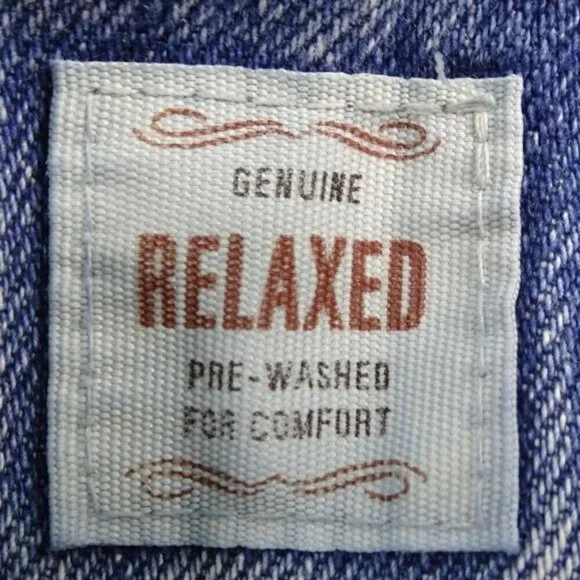 GENUINE
RELAXED
PRE-WASHED
FOR COMFORT